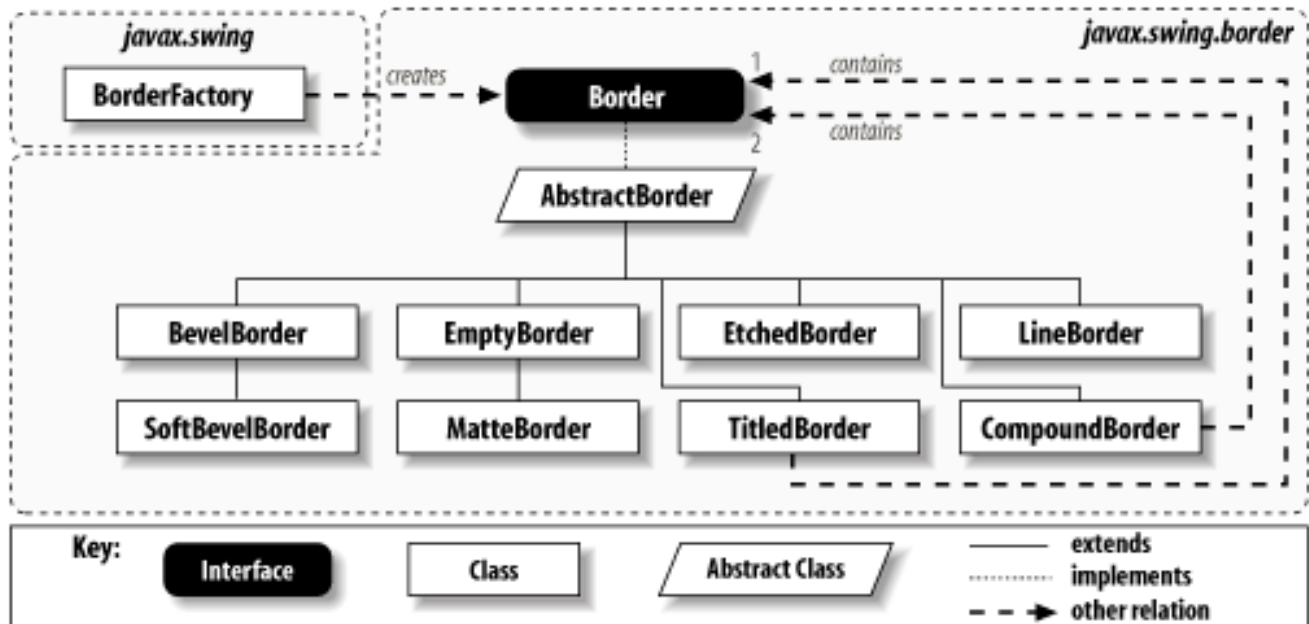 javax.swing
javax.swing.border
BorderFactory
creates
Border
1
contains
2
contains
AbstractBorder
BevelBorder
EmptyBorder
EtchedBorder
LineBorder
SoftBevelBorder
MatteBorder
TitledBorder
CompoundBorder
Key:
Interface
Class
Abstract Class
extends
implements
other relation